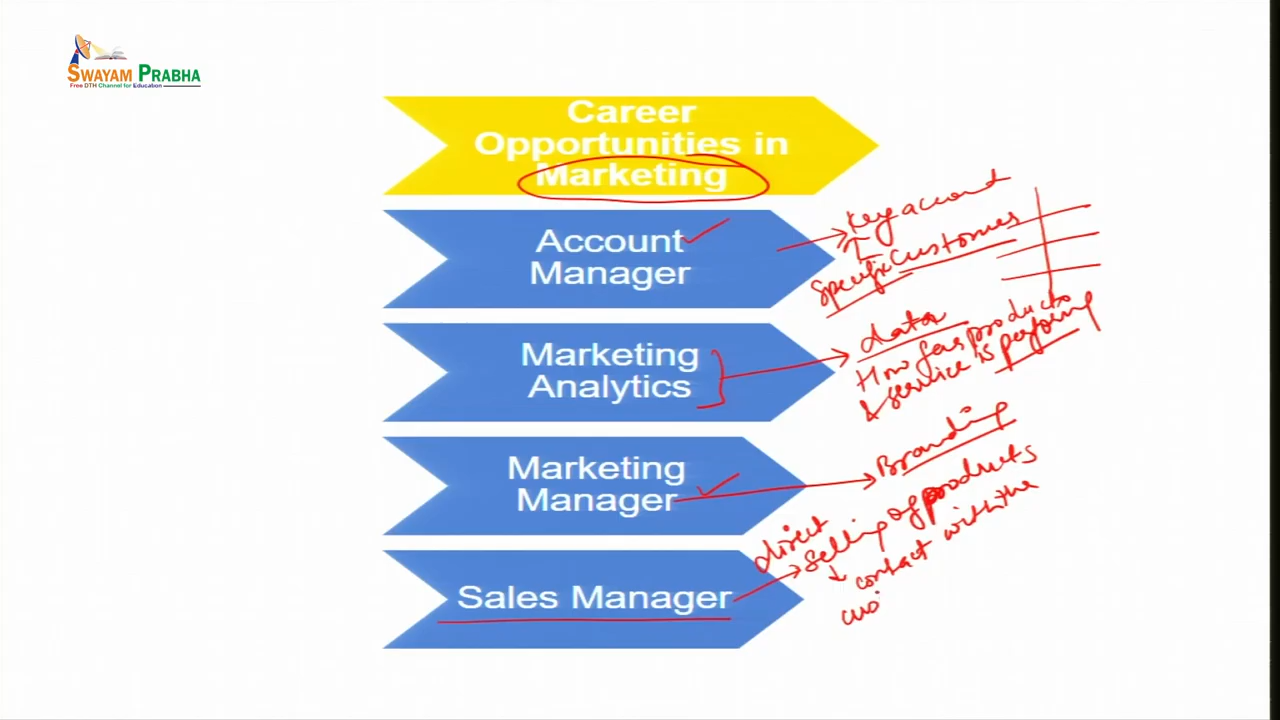 SWAYAM PRABHA
Free DTH Channel for Education
Career
Opportunities in
Marketing
Account
Manager
Key account
Specific customers
Marketing
Analytics
data
How far products
& service is
Marketing
Manager
Branding
Sales Manager
direct
Selling of products
contact with the